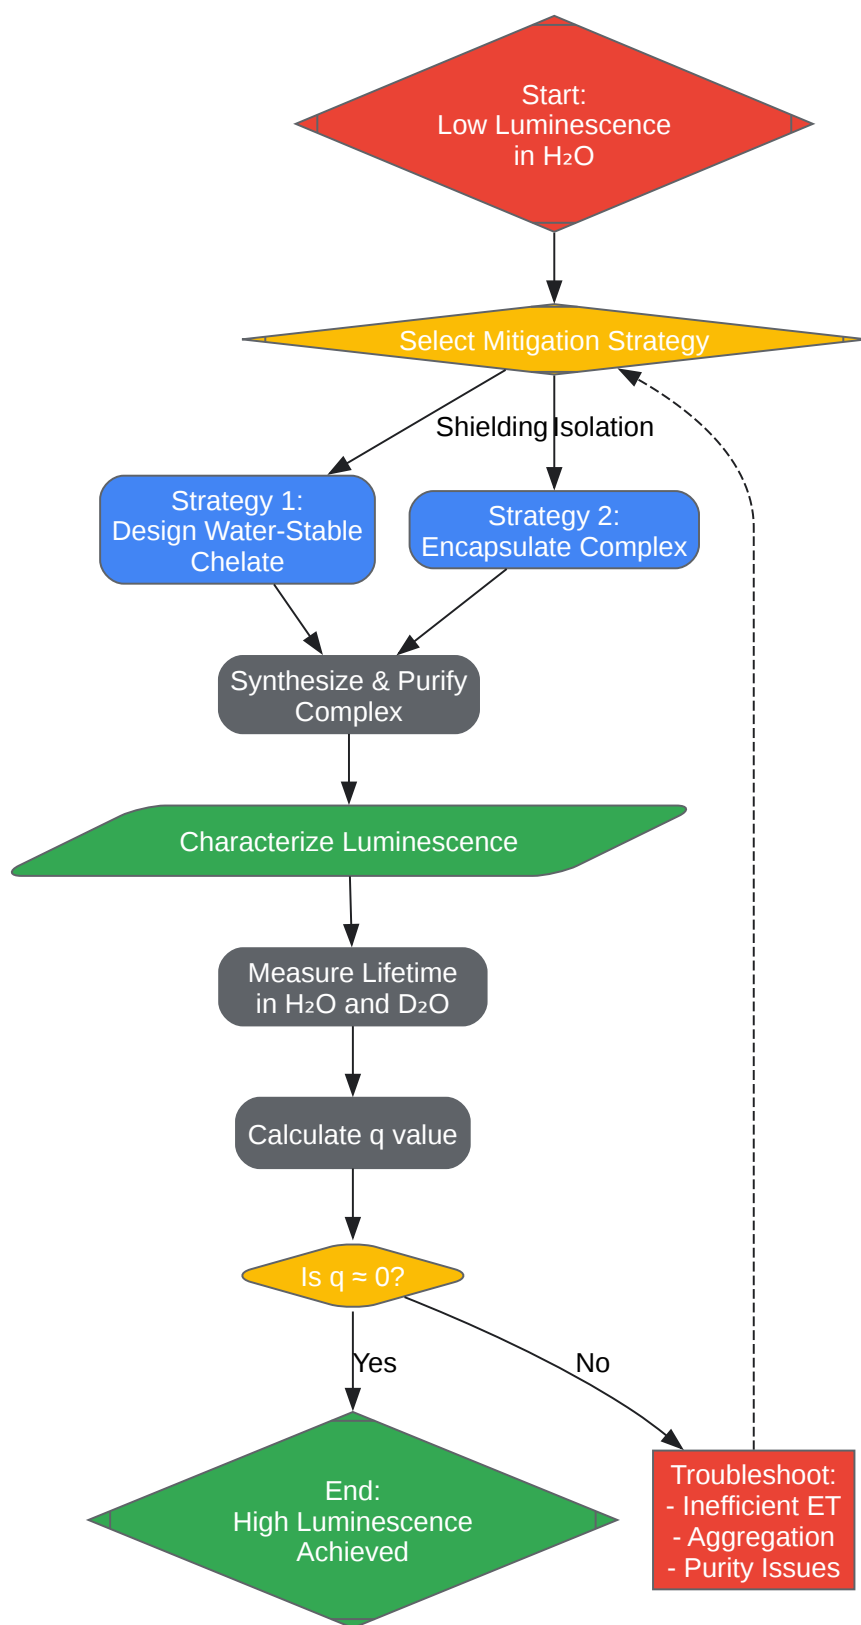 Start:
Low Luminescence
in H₂O
Select Mitigation Strategy
Shielding
Isolation
Strategy 1:
Design Water-Stable
Chelate
Strategy 2:
Encapsulate Complex
Synthesize & Purify
Complex
Characterize Luminescence
Measure Lifetime
in H₂O and D₂O
Calculate q value
Is q ≈ 0?
Yes
No
End:
High Luminescence
Achieved
Troubleshoot:
- Inefficient ET
- Aggregation
- Purity Issues